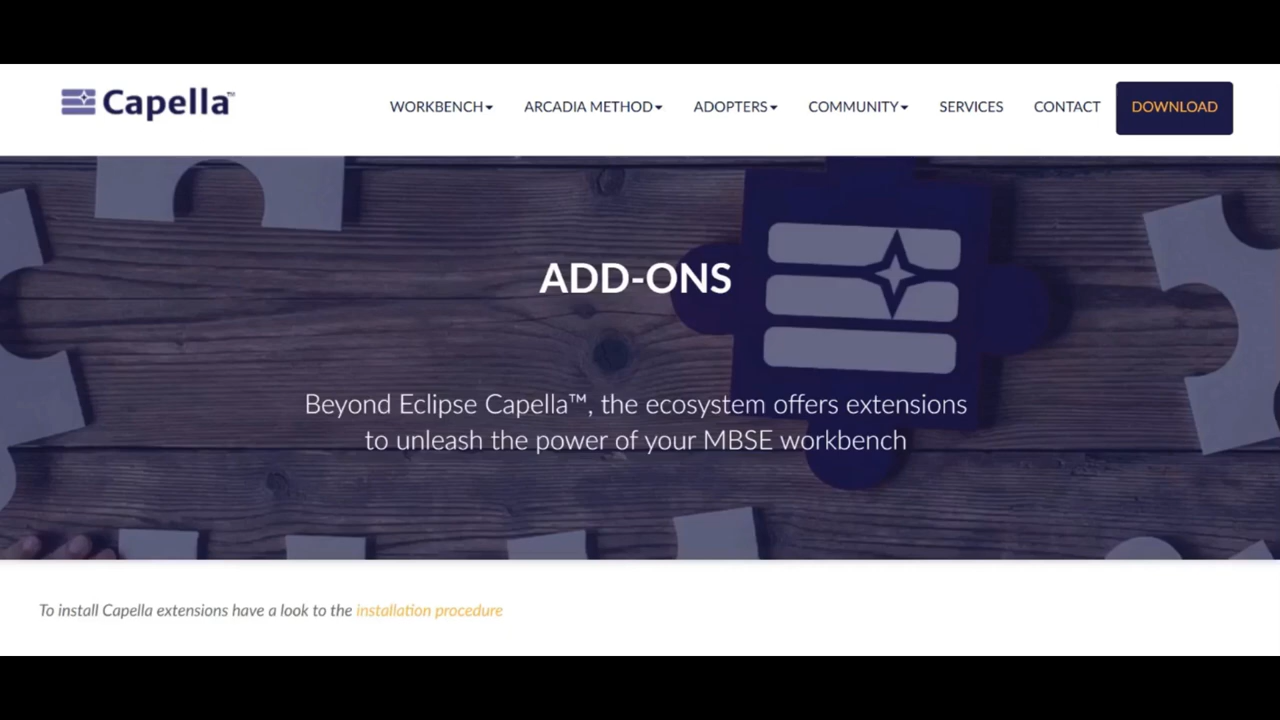 Capella™
WORKBENCH
ARCADIA METHOD
ADOPTERS
COMMUNITY
SERVICES
CONTACT
DOWNLOAD
ADD-ONS
Beyond Eclipse Capella™, the ecosystem offers extensions
to unleash the power of your MBSE workbench
To install Capella extensions have a look to the installation procedure